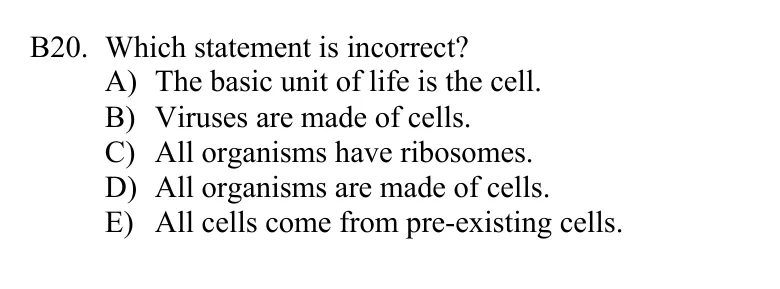 B20. Which statement is incorrect?
A) The basic unit of life is the cell.
B) Viruses are made of cells.
C) All organisms have ribosomes.
D) All organisms are made of cells.
E) All cells come from pre-existing cells.